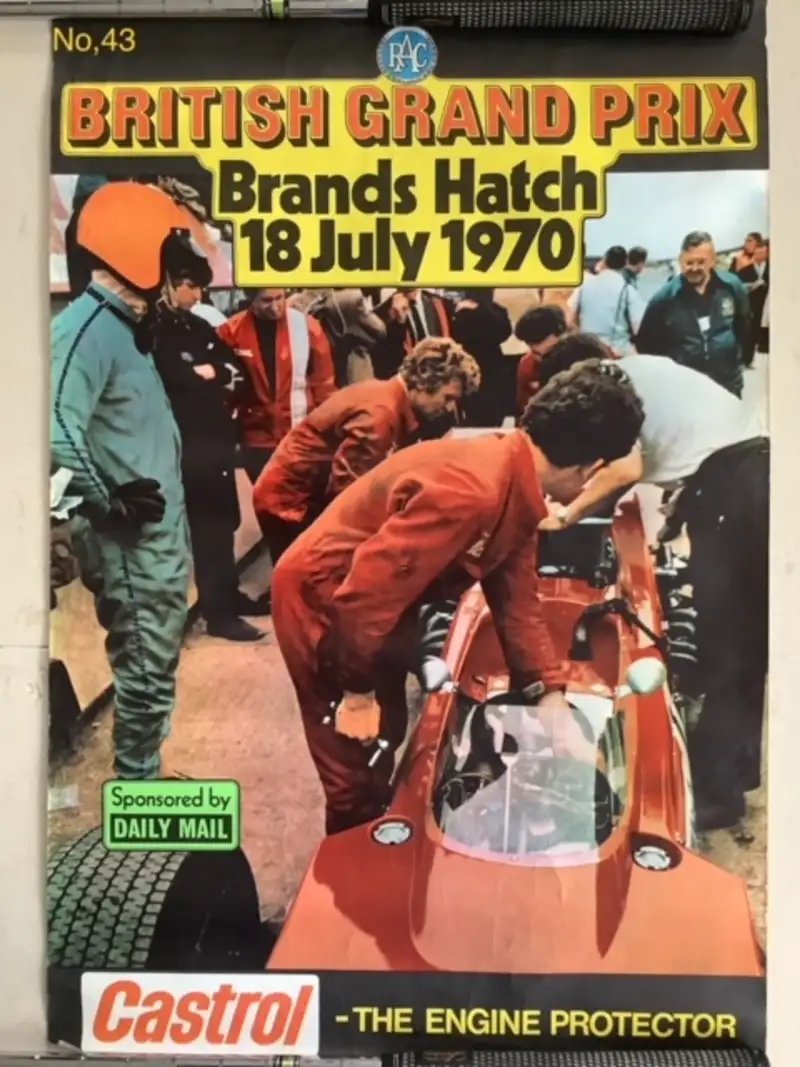 No,43
RAC
BRITISH GRAND PRIX
Brands Hatch
18 July 1970
Sponsored by
DAILY MAIL
Castrol
-THE ENGINE PROTECTOR